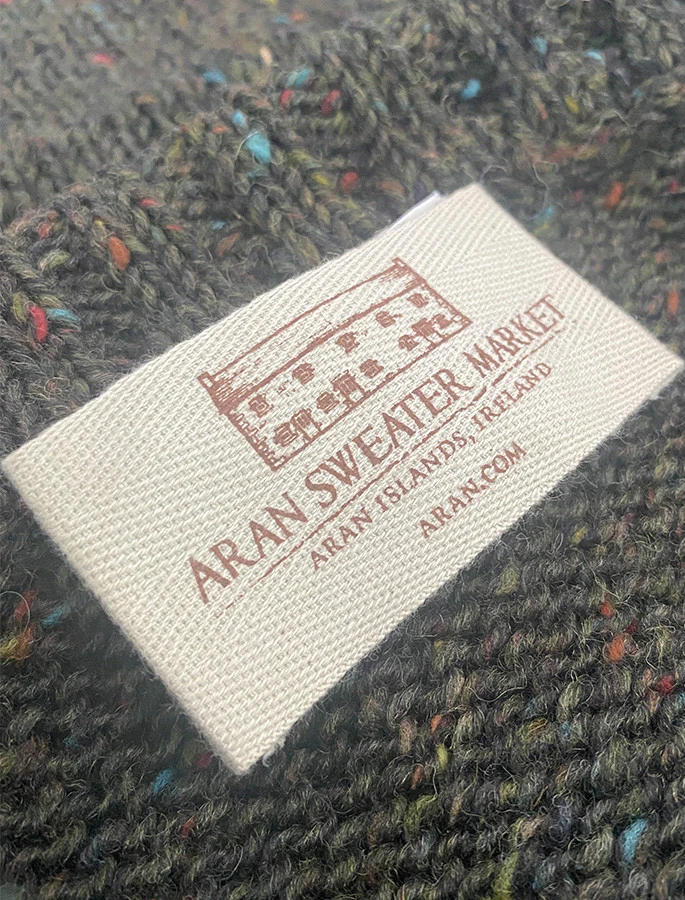 ARAN SWEATER MARKET
ARAN ISLANDS, IRELAND
ARAN.COM